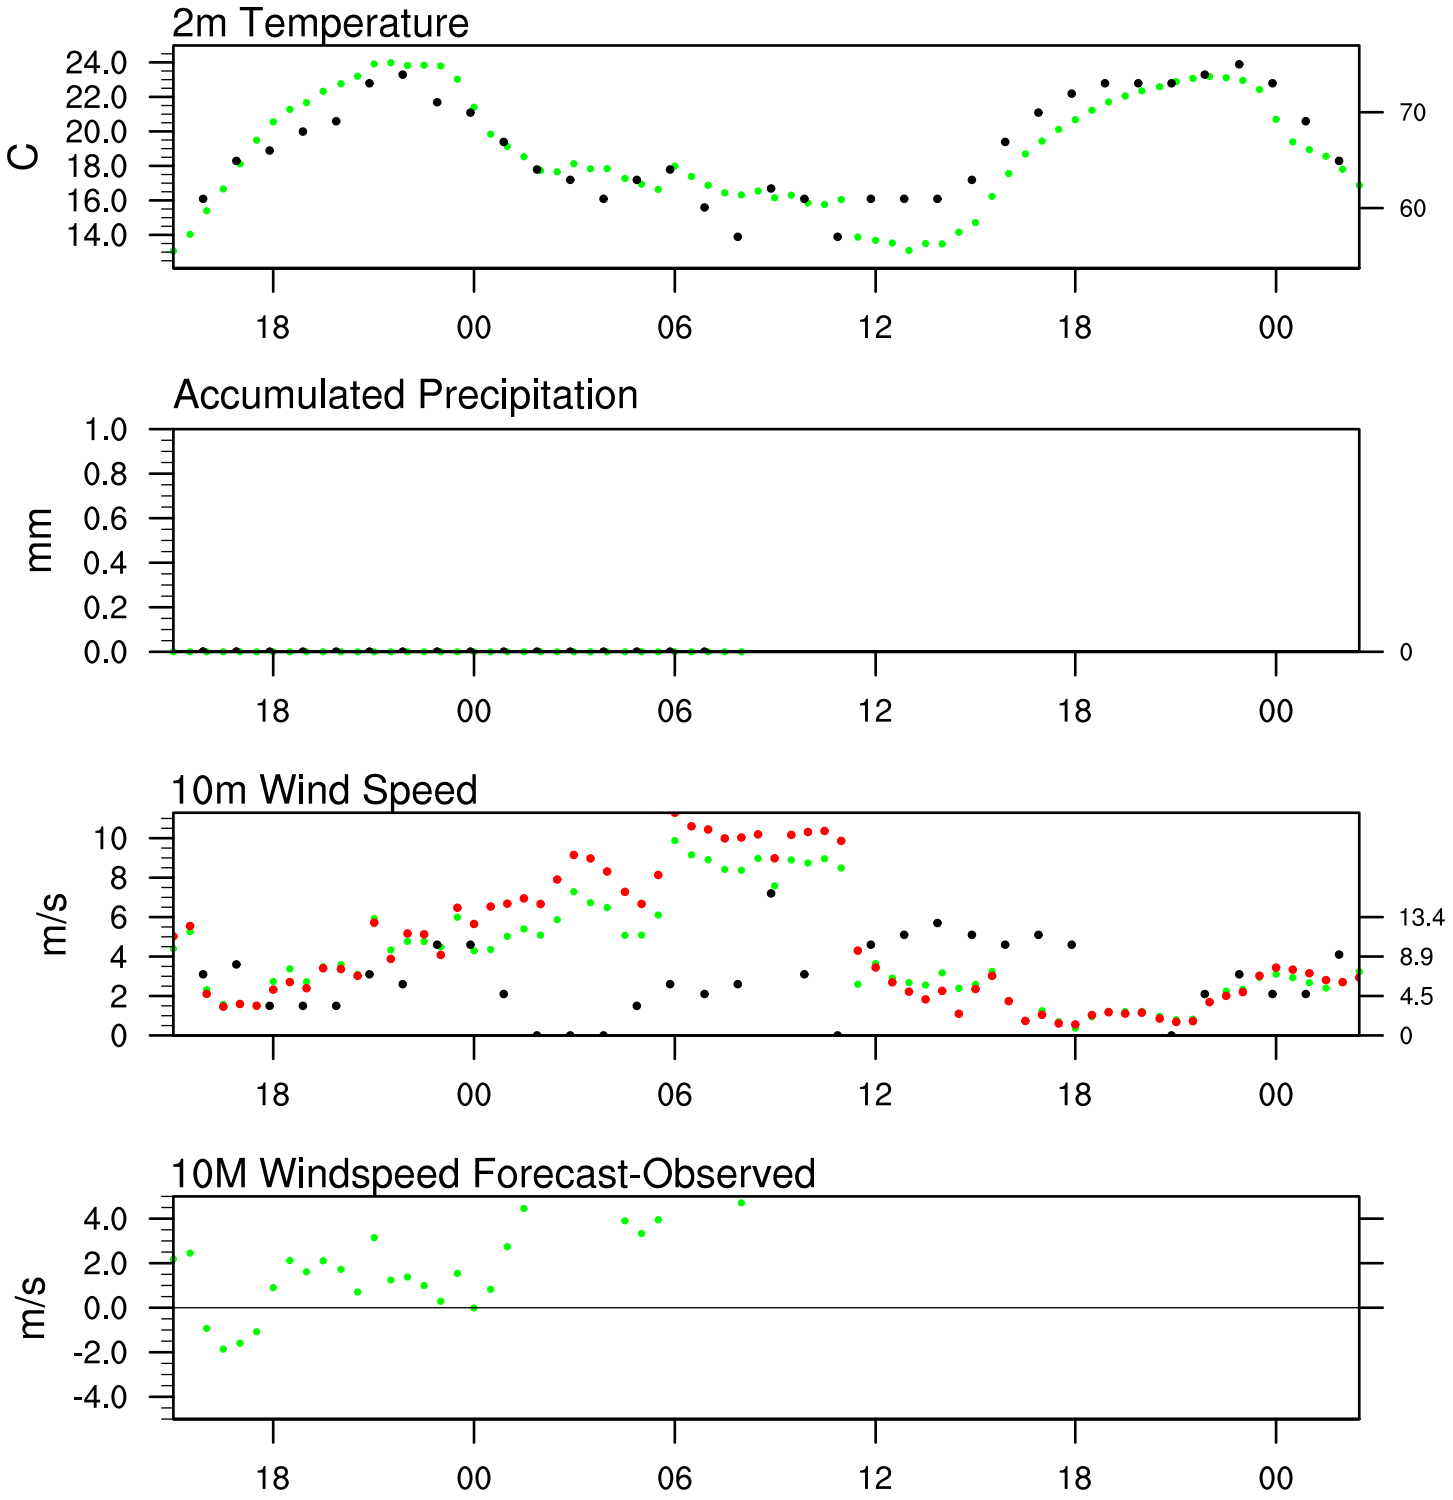 2m Temperature
24.0
22.0
20.0
18.0
16.0
14.0
C
70
60
18 00 06 12 18 00
Accumulated Precipitation
1.0
0.8
0.6
0.4
0.2
0.0
mm
0
18 00 06 12 18 00
10m Wind Speed
10
8
6
4
2
0
m/s
13.4
8.9
4.5
0
18 00 06 12 18 00
10M Windspeed Forecast-Observed
4.0
2.0
0.0
-2.0
-4.0
m/s
18 00 06 12 18 00